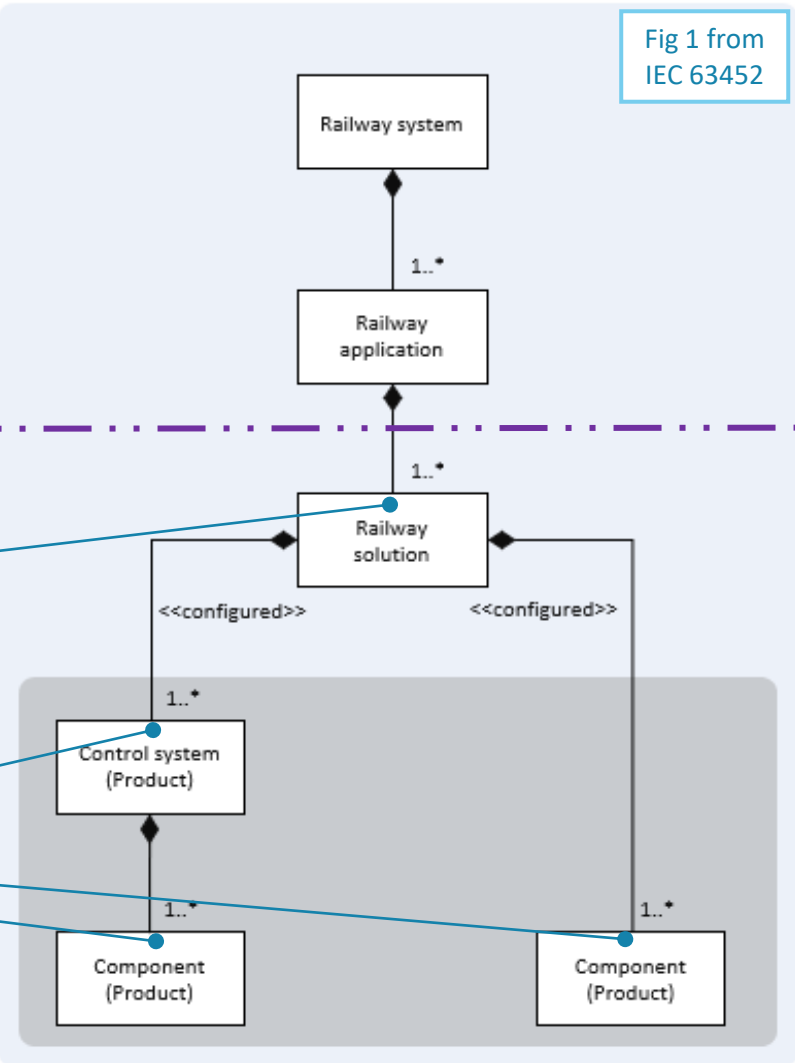 Fig 1 from
IEC 63452
Railway system
1..*
Railway
application
1..*
Railway
solution
<<configured>>
<<configured>>
1..*
Control system
(Product)
1..*
1..*
Component
(Product)
Component
(Product)